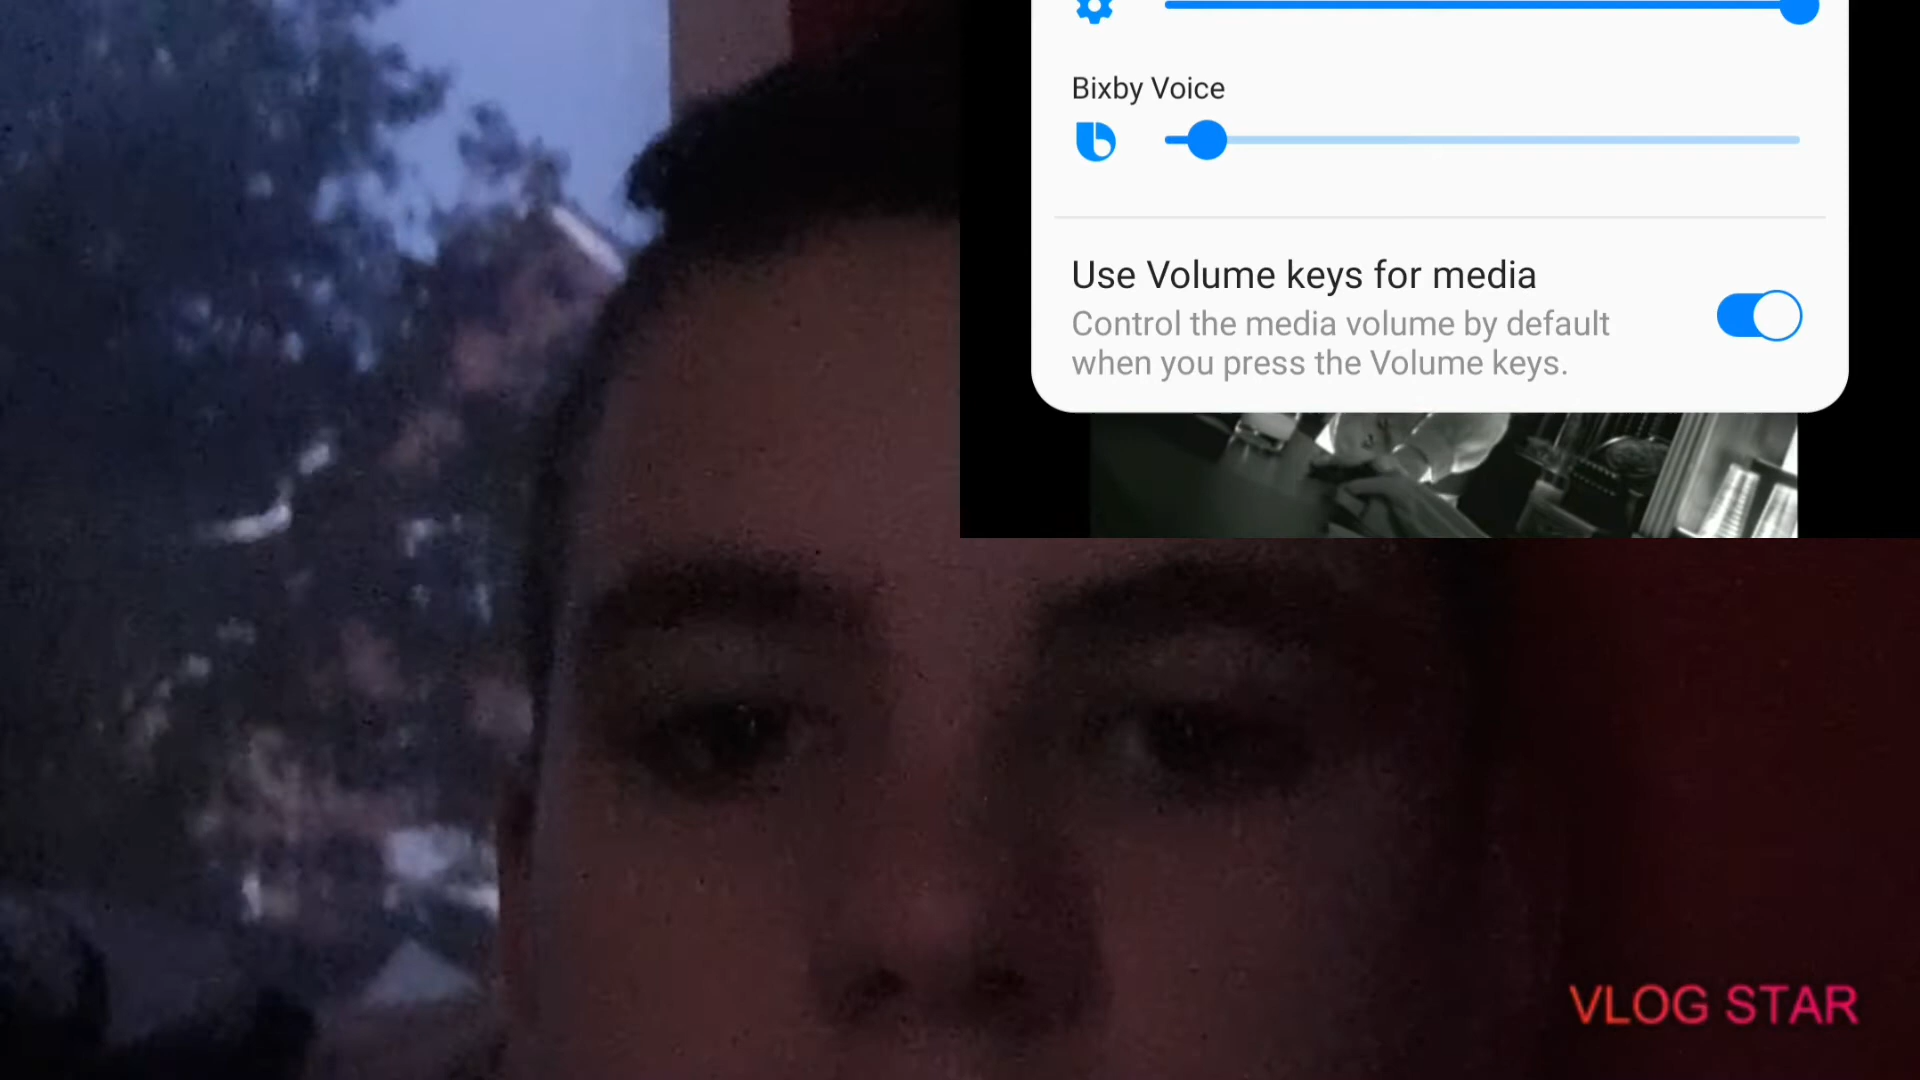 Bixby Voice
Use Volume keys for media
Control the media volume by default
when you press the Volume keys.
VLOG STAR